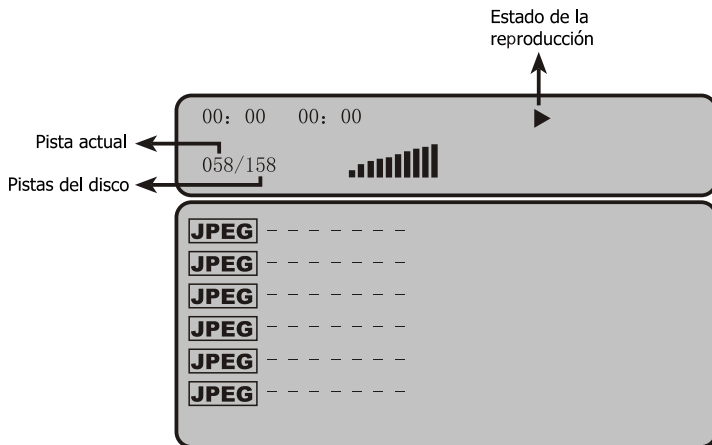 Estado de la
reproducción
00: 00 00: 00
Pista actual
058/158
Pistas del disco
JPEG - - - - - - -
JPEG - - - - - - -
JPEG - - - - - - -
JPEG - - - - - - -
JPEG - - - - - - -
JPEG - - - - - - -